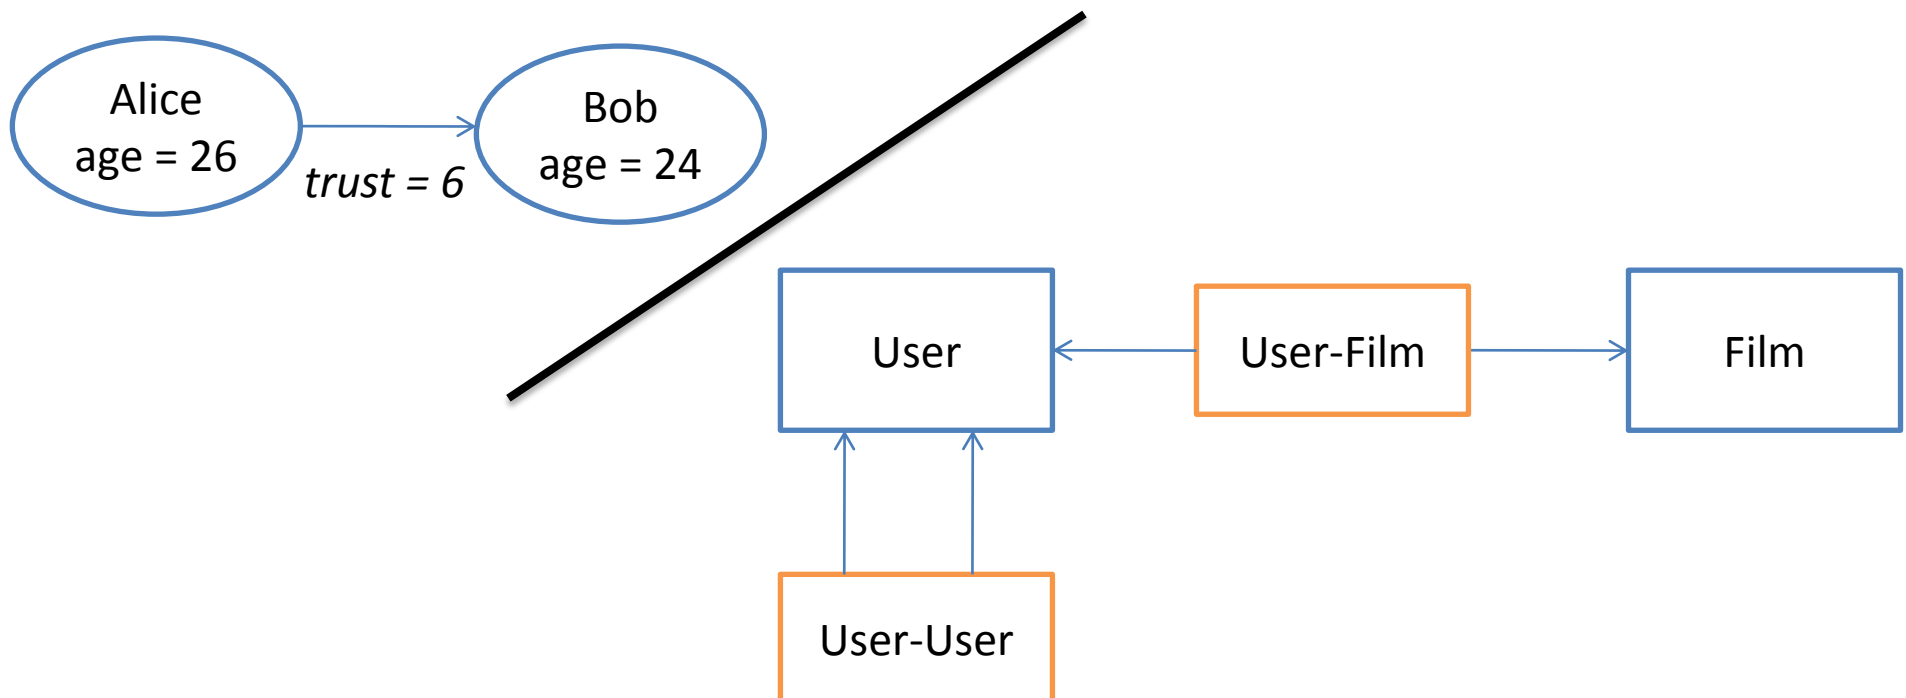 Alice
age = 26
trust = 6
Bob
age = 24
User
User-Film
Film
User-User